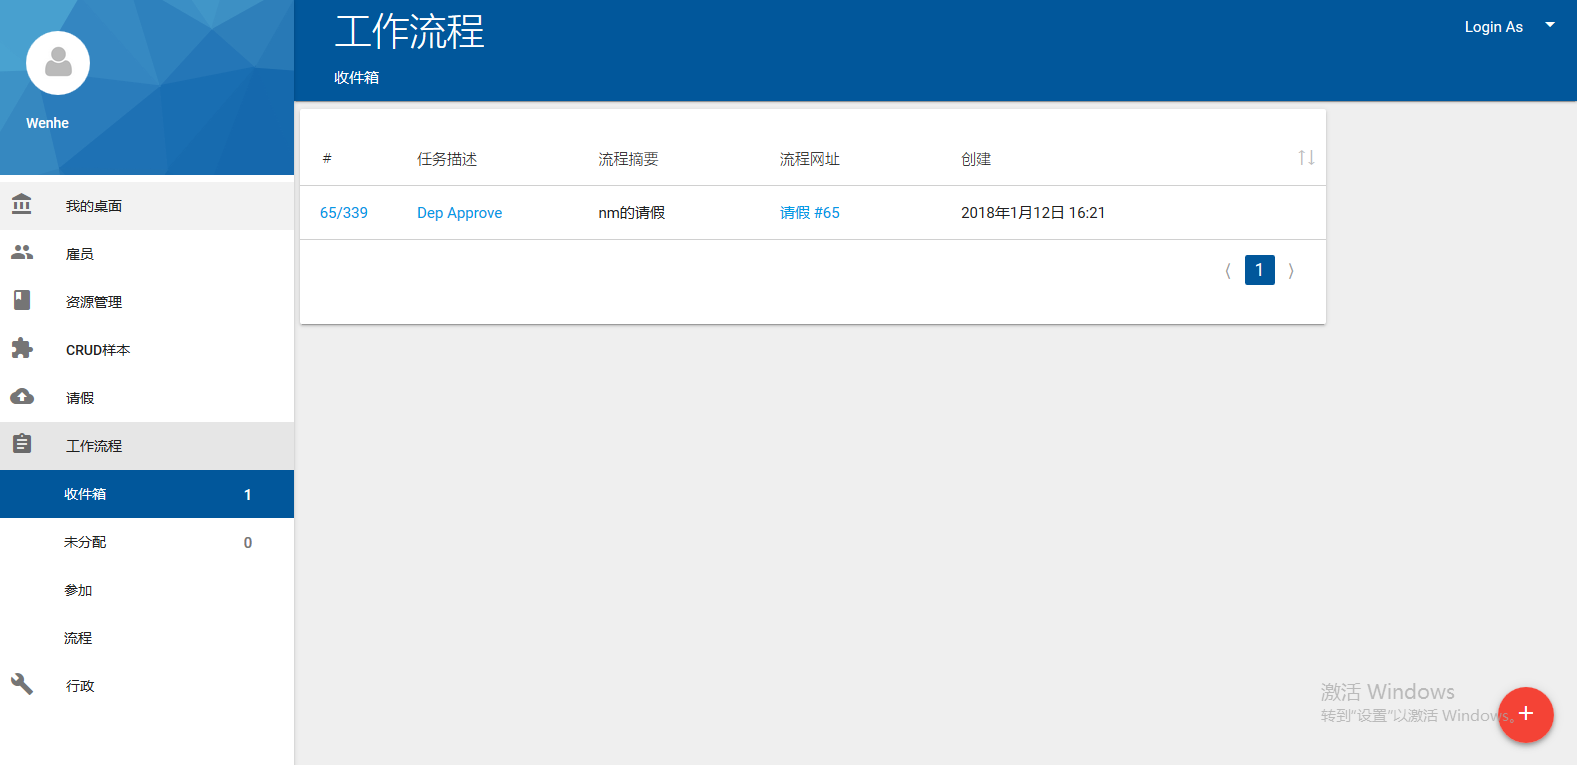 Wenhe
我的桌面
雇员
资源管理
CRUD样本
请假
工作流程
收件箱 1
未分配 0
参加
流程
行政
工作流程
Login As
收件箱
# 任务描述 流程摘要 流程网址 创建
65/339 Dep Approve nm的请假 请假 #65 2018年1月12日 16:21
1
激活 Windows
转到"设置"以激活 Windows。